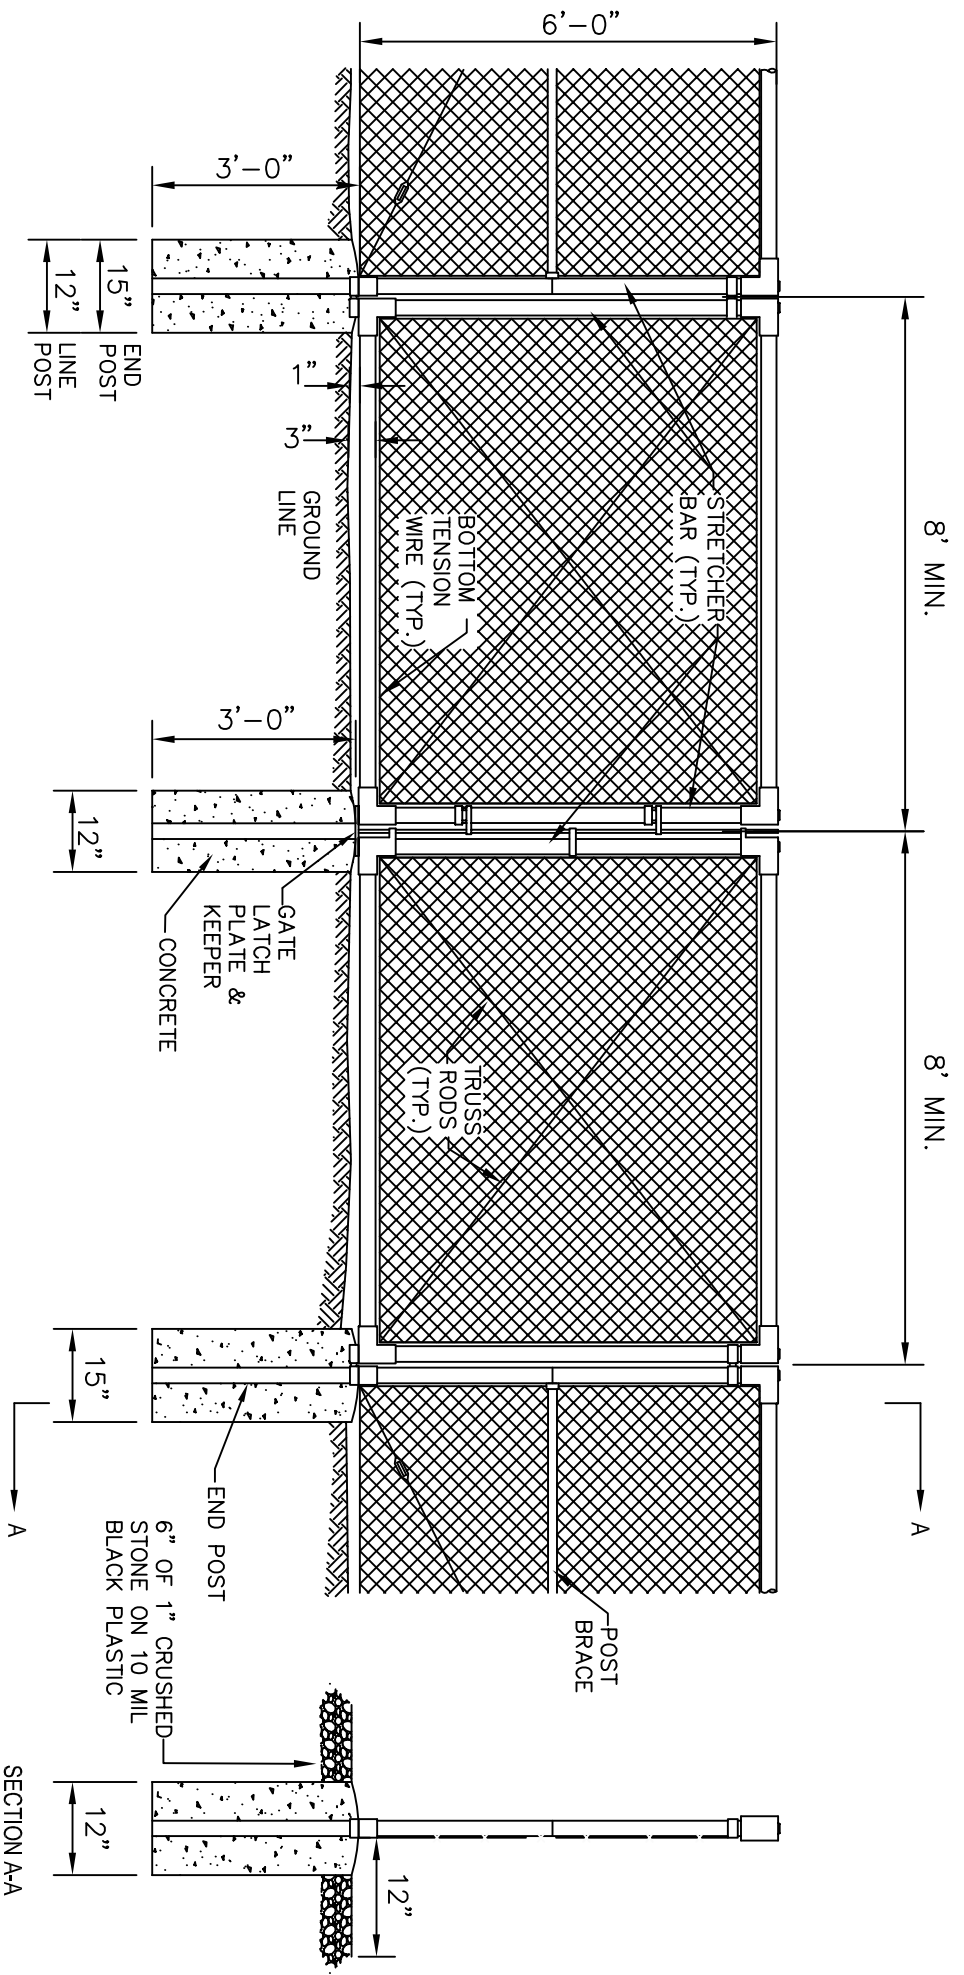 8' MIN.
8' MIN.
A
6'-0"
STRETCHER
BAR (TYP.)
POST
BRACE
BOTTOM
TENSION
WIRE (TYP.)
TRUSS
RODS
(TYP.)
1"
3"
GROUND
LINE
3'-0"
3'-0"
15"
END
POST
12"
LINE
POST
12"
GATE
LATCH
PLATE &
KEEPER
CONCRETE
15"
END POST
A
6" OF 1" CRUSHED
STONE ON 10 MIL
BLACK PLASTIC
12"
12"
SECTION A-A